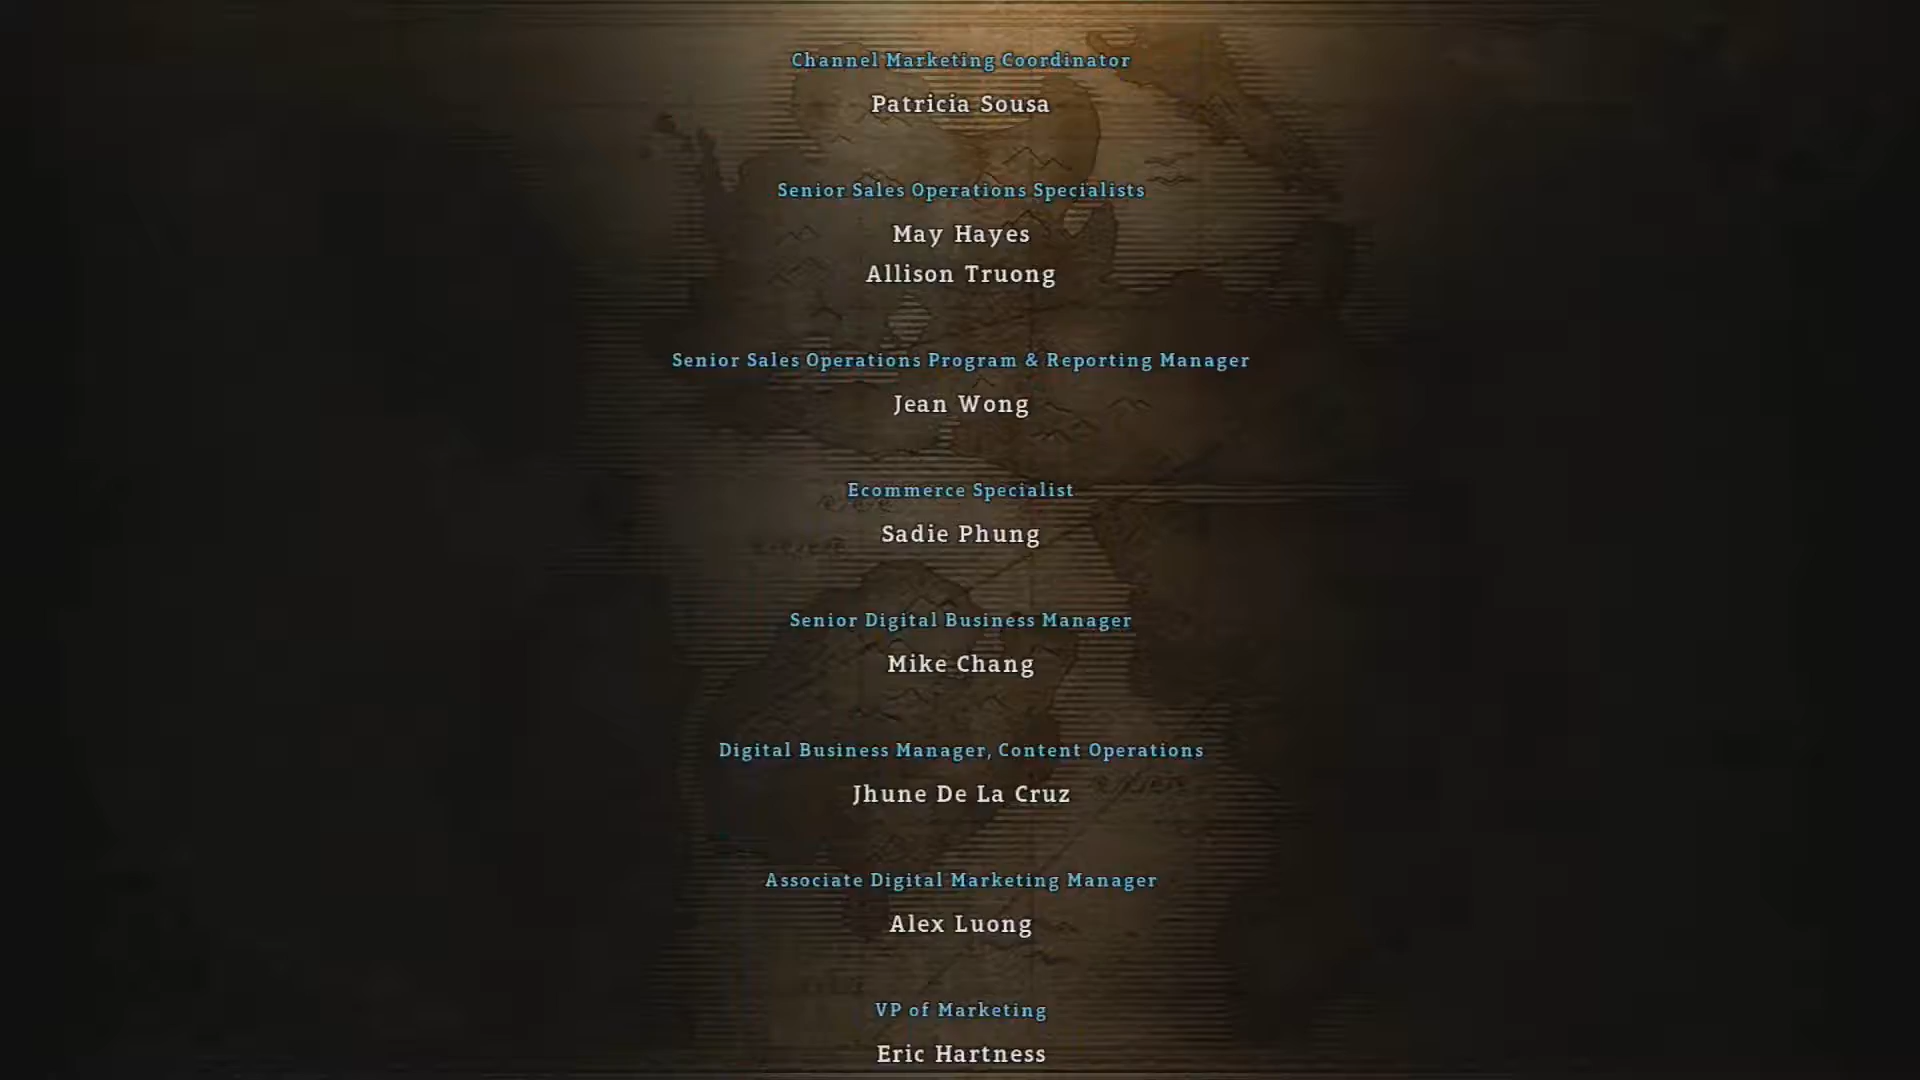 Channel Marketing Coordinator
Patricia Sousa
Senior Sales Operations Specialists
May Hayes
Allison Truong
Senior Sales Operations Program & Reporting Manager
Jean Wong
Ecommerce Specialist
Sadie Phung
Senior Digital Business Manager
Mike Chang
Digital Business Manager, Content Operations
Jhune De La Cruz
Associate Digital Marketing Manager
Alex Luong
VP of Marketing
Eric Hartness